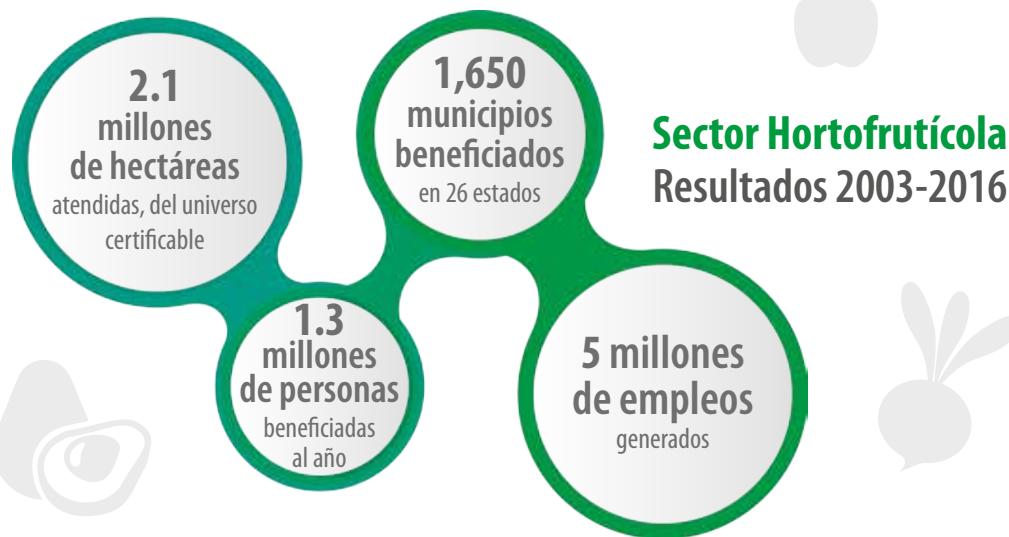 2.1
millones
de hectáreas
atendidas, del universo
certificable
1.3
millones
de personas
beneficiadas
al año
1,650
municipios
beneficiados
en 26 estados
5 millones
de empleos
generados
Sector Hortofrutícola
Resultados 2003-2016